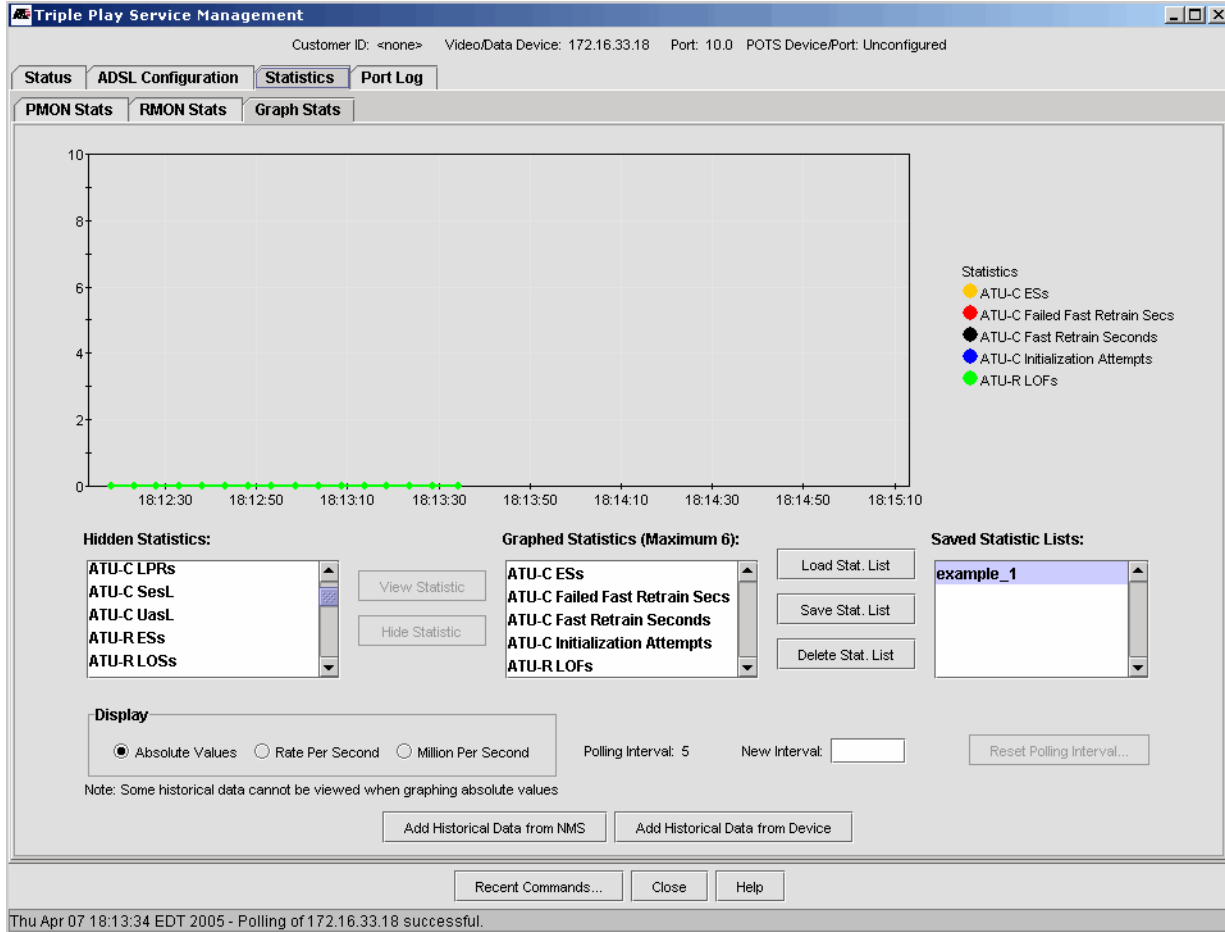 Triple Play Service Management
Customer ID: <none> Video/Data Device: 172.16.33.18 Port: 10.0 POTS Device/Port: Unconfigured
Status ADSL Configuration Statistics Port Log
PMON Stats RMON Stats Graph Stats
10
8
6
4
2
0
18:12:30 18:12:50 18:13:10 18:13:30 18:13:50 18:14:10 18:14:30 18:14:50 18:15:10
Statistics
ATU-C ESs
ATU-C Failed Fast Retrain Secs
ATU-C Fast Retrain Seconds
ATU-C Initialization Attempts
ATU-R LOFs
Hidden Statistics:
ATU-C LPRs
ATU-C SesL
ATU-C UasL
ATU-R ESs
ATU-R LOSs
View Statistic
Hide Statistic
Graphed Statistics (Maximum 6):
ATU-C ESs
ATU-C Failed Fast Retrain Secs
ATU-C Fast Retrain Seconds
ATU-C Initialization Attempts
ATU-R LOFs
Load Stat. List
Save Stat. List
Delete Stat. List
Saved Statistic Lists:
example_1
Display
Absolute Values Rate Per Second Million Per Second
Polling Interval: 5 New Interval: Reset Polling Interval...
Note: Some historical data cannot be viewed when graphing absolute values
Add Historical Data from NMS Add Historical Data from Device
Recent Commands... Close Help
Thu Apr 07 18:13:34 EDT 2005 - Polling of 172.16.33.18 successful.